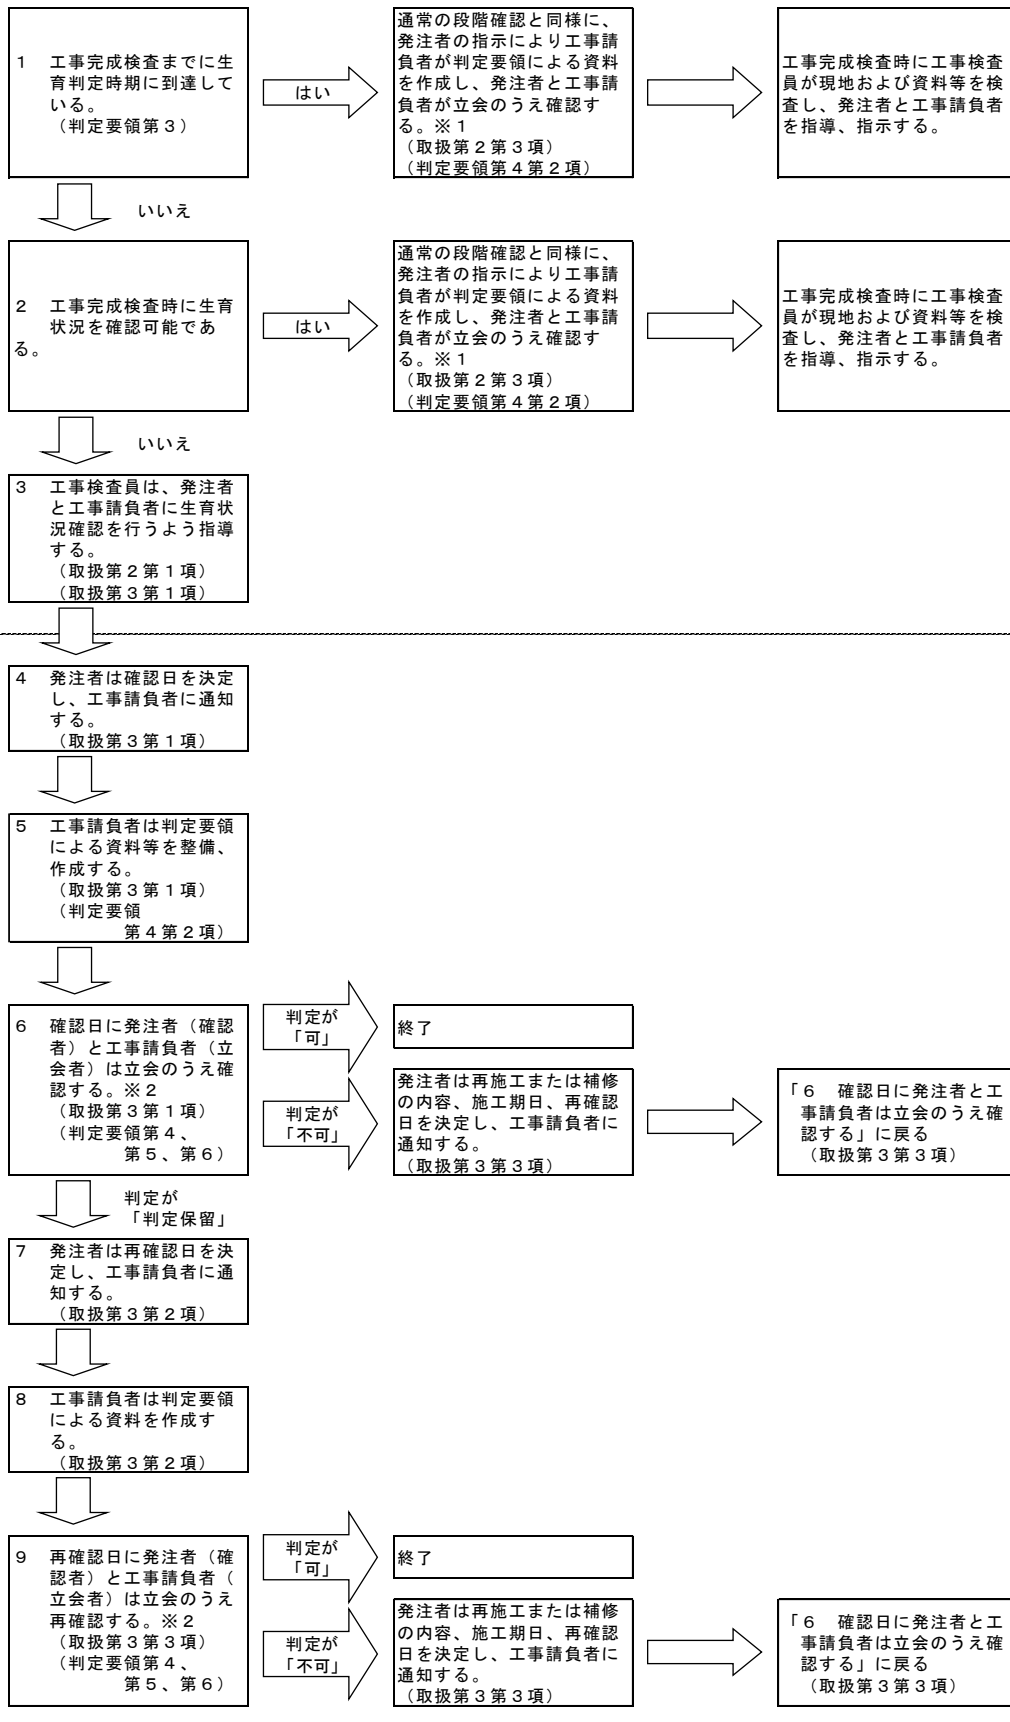 1　工事完成検査までに生
育判定時期に到達して
いる。
（判定要領第３）
はい
通常の段階確認と同様に、
発注者の指示により工事請
負者が判定要領による資料
を作成し、発注者と工事請
負者が立会のうえ確認す
る。※１
（取扱第２第３項）
（判定要領第４第２項）
工事完成検査時に工事検査
員が現地および資料等を検
査し、発注者と工事請負者
を指導、指示する。
いいえ
2　工事完成検査時に生育
状況を確認可能であ
る。
はい
通常の段階確認と同様に、
発注者の指示により工事請
負者が判定要領による資料
を作成し、発注者と工事請
負者が立会のうえ確認す
る。※１
（取扱第２第３項）
（判定要領第４第２項）
工事完成検査時に工事検査
員が現地および資料等を検
査し、発注者と工事請負者
を指導、指示する。
いいえ
3　工事検査員は、発注者
と工事請負者に生育状
況確認を行うよう指導
する。
（取扱第２第１項）
（取扱第３第１項）
4　発注者は確認日を決定
し、工事請負者に通知
する。
（取扱第３第１項）
5　工事請負者は判定要領
による資料等を整備、
作成する。
（取扱第３第１項）
（判定要領
第４第２項）
6　確認日に発注者（確認
者）と工事請負者（立
会者）は立会のうえ確
認する。※２
（取扱第３第１項）
（判定要領第４、
第５、第６）
判定が
「可」
終了
判定が
「不可」
発注者は再施工または補修
の内容、施工期日、再確認
日を決定し、工事請負者に
通知する。
（取扱第３第３項）
「６　確認日に発注者と工
事請負者は立会のうえ確
認する」に戻る
（取扱第３第３項）
判定が
「判定保留」
7　発注者は再確認日を決
定し、工事請負者に通
知する。
（取扱第３第２項）
8　工事請負者は判定要領
による資料を作成す
る。
（取扱第３第２項）
9　再確認日に発注者（確
認者）と工事請負者（
立会者）は立会のうえ
再確認する。※２
（取扱第３第３項）
（判定要領第４、
第５、第６）
判定が
「可」
終了
判定が
「不可」
発注者は再施工または補修
の内容、施工期日、再確認
日を決定し、工事請負者に
通知する。
（取扱第３第３項）
「６　確認日に発注者と工
事請負者は立会のうえ確
認する」に戻る
（取扱第３第３項）